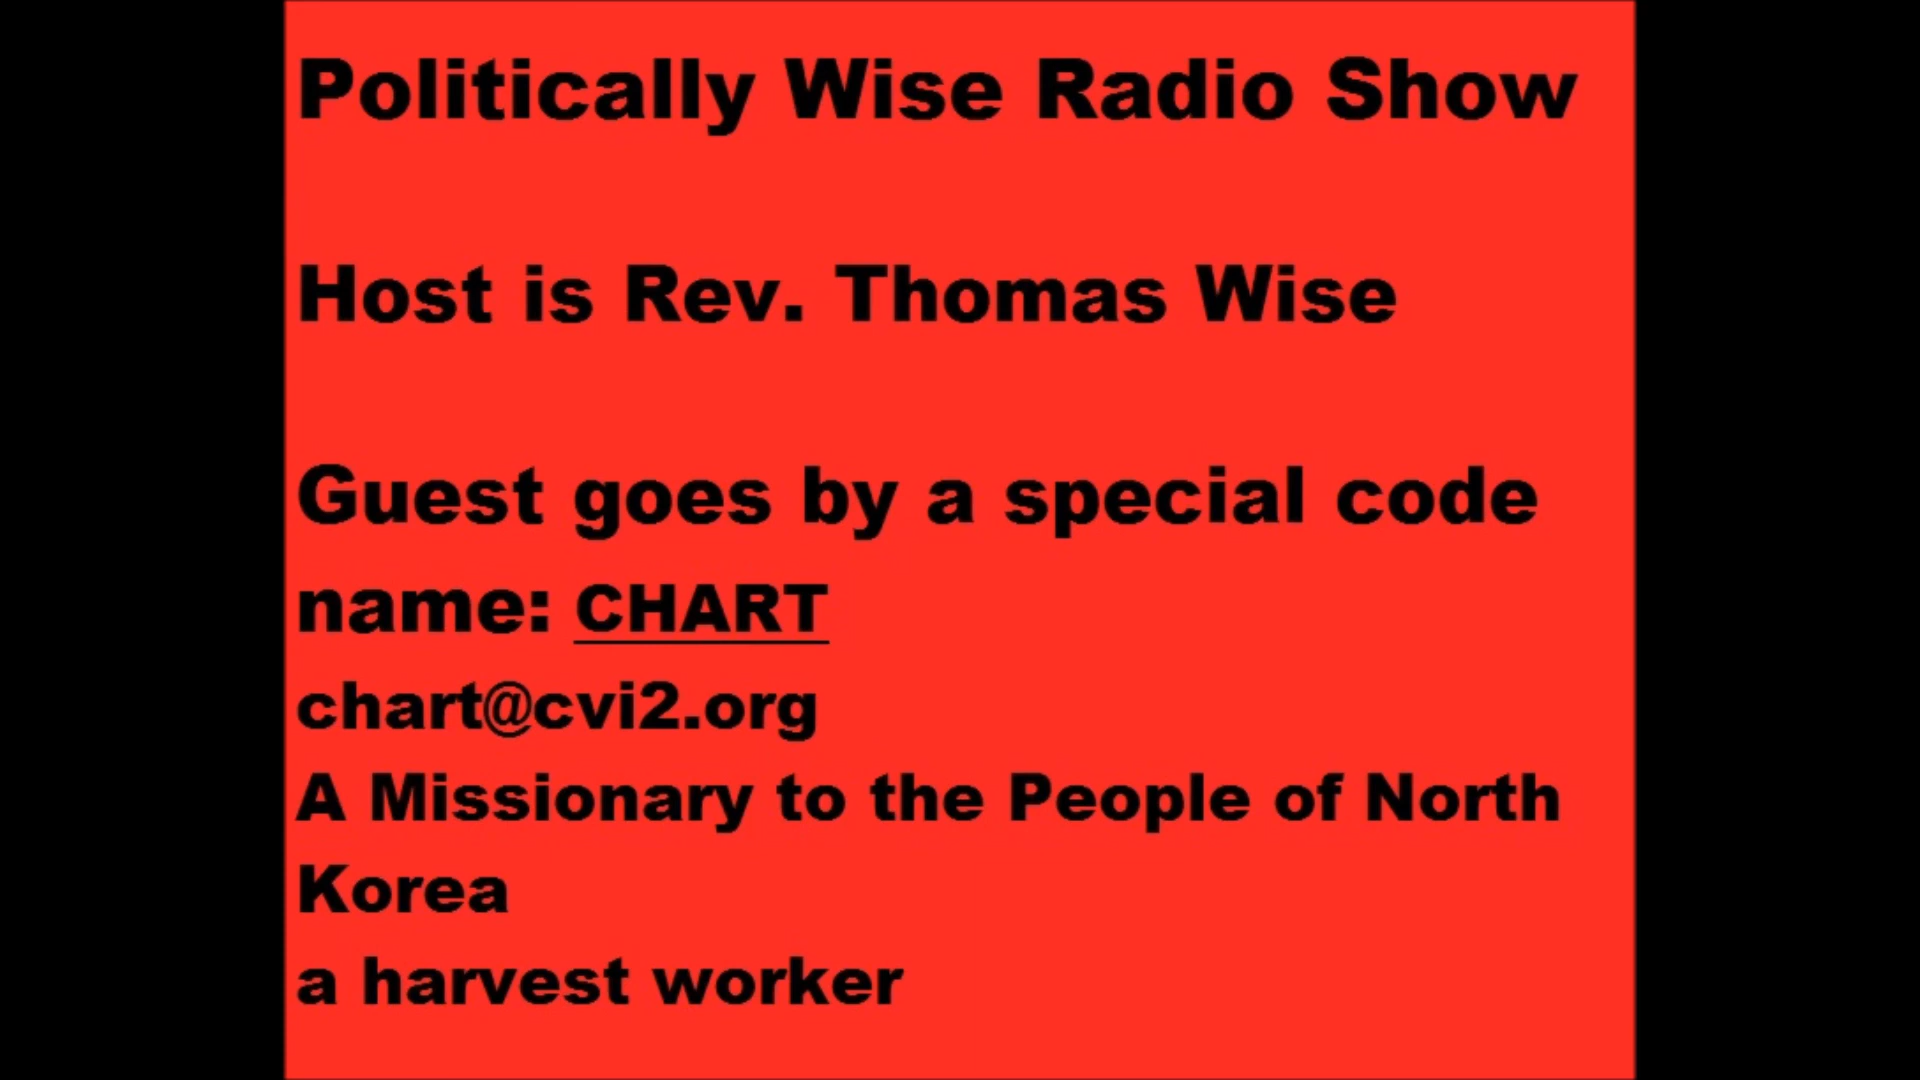 Politically Wise Radio Show
Host is Rev. Thomas Wise
Guest goes by a special code
name: CHART
chart@cvi2.org
A Missionary to the People of North
Korea
a harvest worker